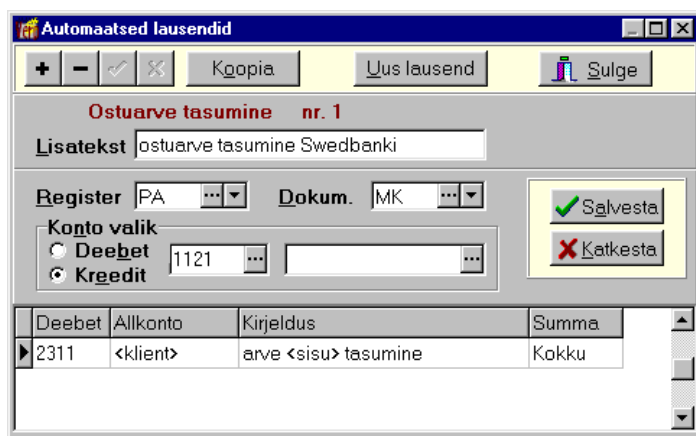 Automaatsed lausendid
Koopia Uus lausend Sulge
Ostuarve tasumine nr. 1
Lisatekst ostuarve tasumine Swedbanki
Register PA ... Dokum. MK ...
Konto valik
Deebet
Kreedit
1121 ... ...
Salvesta
Katkesta
Deebet Allkonto Kirjeldus Summa
2311 <klient> arve <sisu> tasumine Kokku